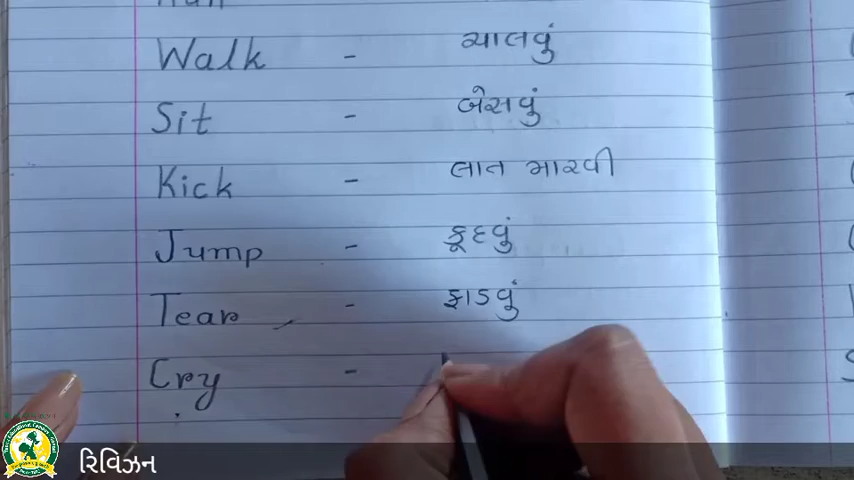 Walk - ચાલવું
Sit - બેસવું
Kick - લાત મારવી
Jump - કૂદવું
Tear - ફાડવું
Cry -
રિવિઝન